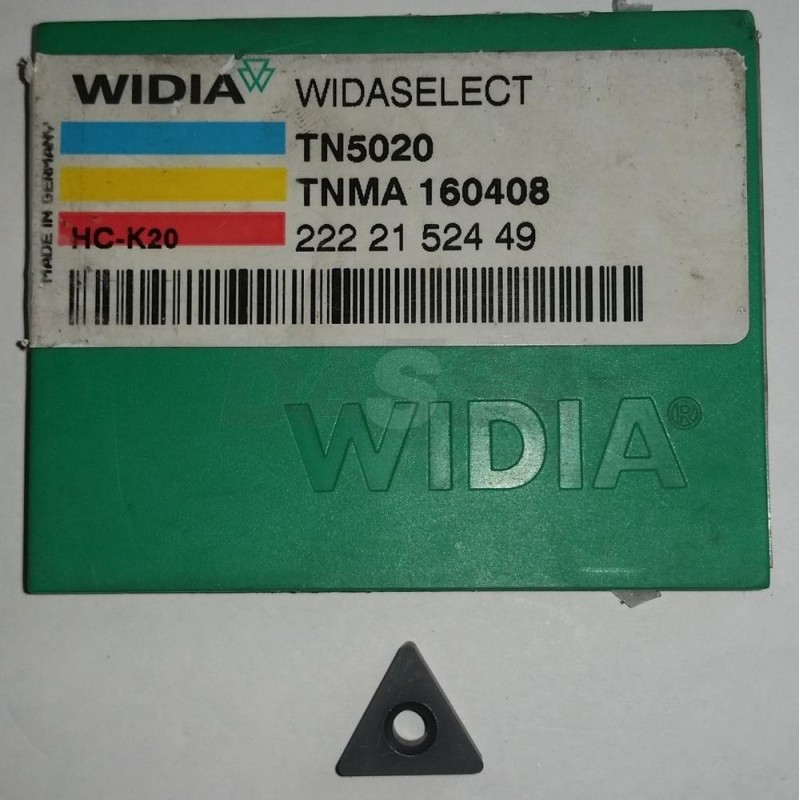 WIDIA WIDASELECT
TN5020
TNMA 160408
HC-K20 222 21 524 49
MADE IN GERMANY
WIDIA®